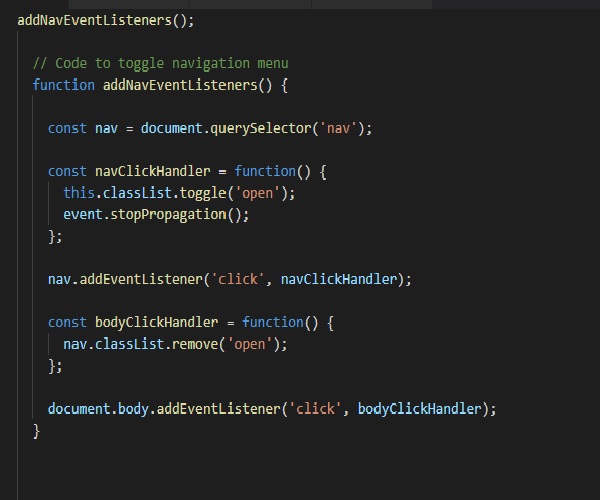 addNavEventListeners();
// Code to toggle navigation menu
function addNavEventListeners() {
const nav = document.querySelector('nav');
const navClickHandler = function() {
this.classList.toggle('open');
event.stopPropagation();
};
nav.addEventListener('click', navClickHandler);
const bodyClickHandler = function() {
nav.classList.remove('open');
};
document.body.addEventListener('click', bodyClickHandler);
}